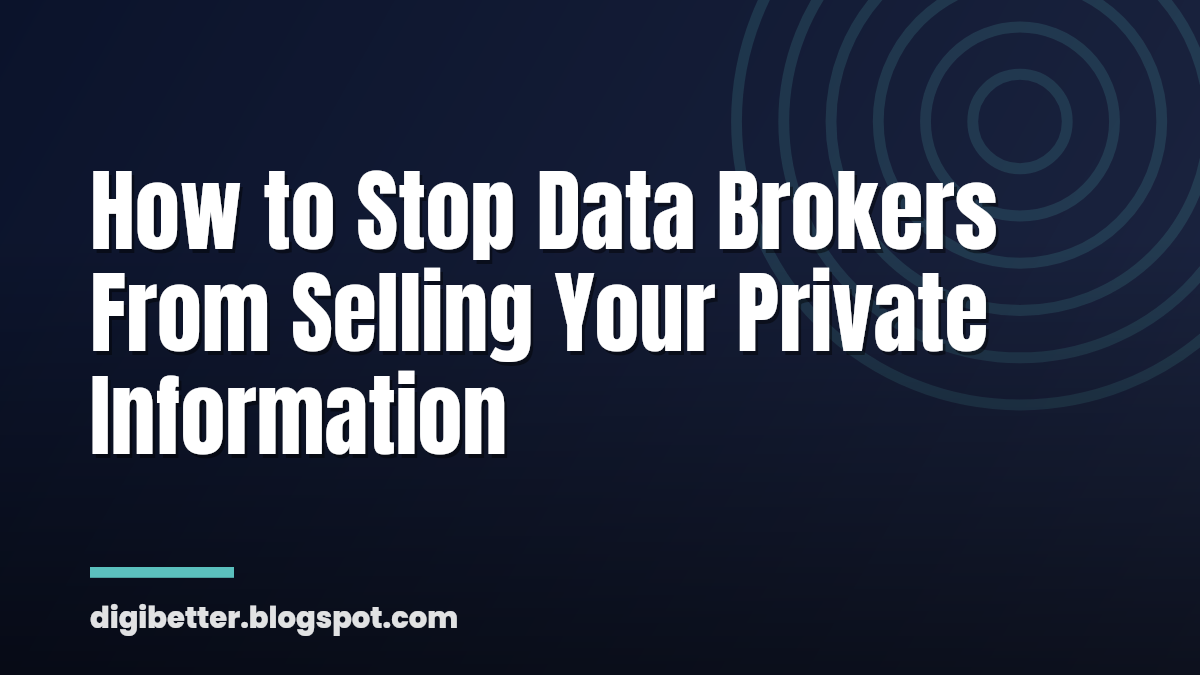 How to Stop Data Brokers
From Selling Your Private
Information
digibetter.blogspot.com